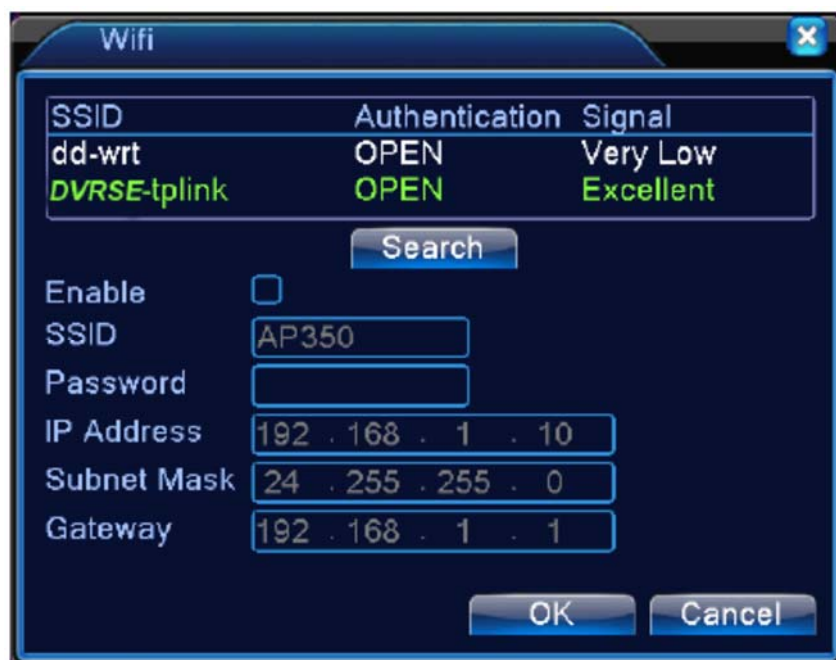 Wifi
SSID Authentication Signal
dd-wrt OPEN Very Low
DVRSE-tplink OPEN Excellent
Search
Enable
SSID AP350
Password
IP Address 192 . 168 . 1 . 10
Subnet Mask 24 . 255 . 255 . 0
Gateway 192 . 168 . 1 . 1
OK Cancel